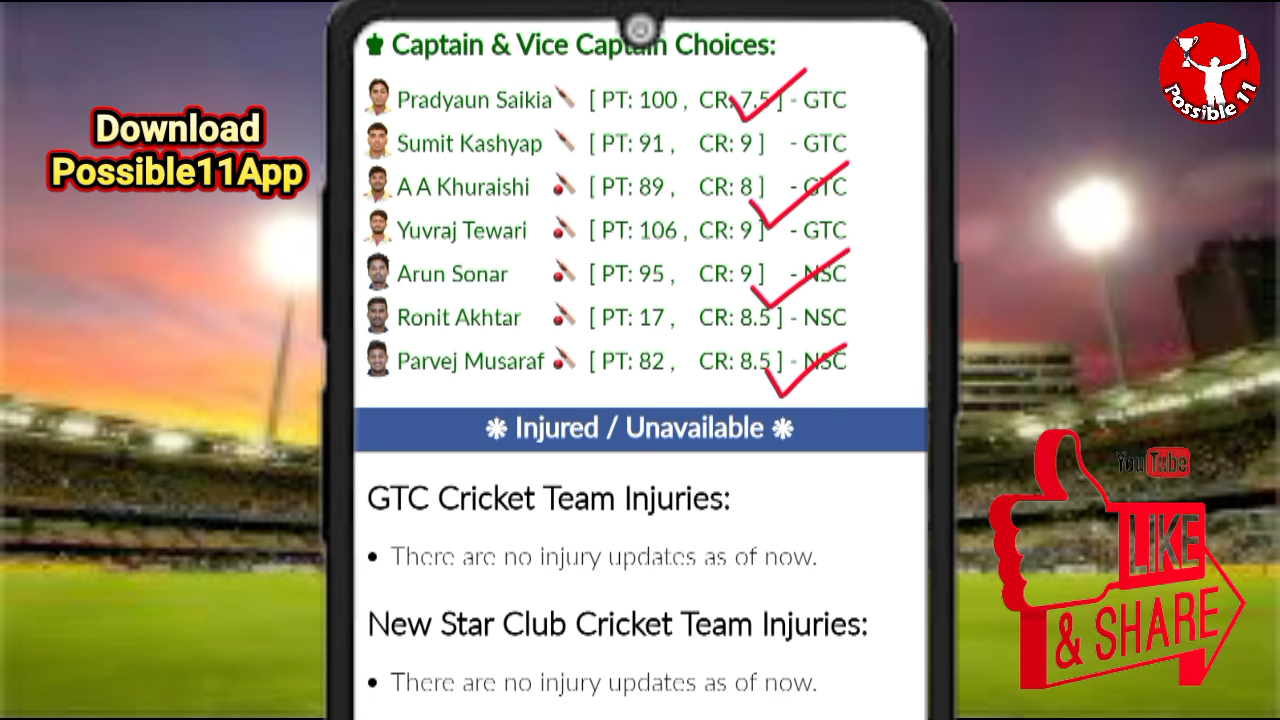 Captain & Vice Captain Choices:
Pradyaun Saikia [ PT: 100 , CR: 7.5 ] - GTC
Sumit Kashyap [ PT: 91 , CR: 9 ] - GTC
A A Khuraishi [ PT: 89 , CR: 8 ] - GTC
Yuvraj Tewari [ PT: 106 , CR: 9 ] - GTC
Arun Sonar [ PT: 95 , CR: 9 ] - NSC
Ronit Akhtar [ PT: 17 , CR: 8.5 ] - NSC
Parvej Musaraf [ PT: 82 , CR: 8.5 ] - NSC
Injured / Unavailable
GTC Cricket Team Injuries:
• There are no injury updates as of now.
New Star Club Cricket Team Injuries:
• There are no injury updates as of now.
Download
Possible11App
Possible 11
YouTube
LIKE
& SHARE